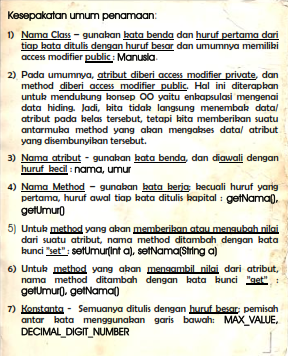 Kesepakatan umum penamaan:
1) Nama Class – gunakan kata benda dan huruf pertama dari
tiap kata ditulis dengan huruf besar dan umumnya memiliki
access modifier public : Manusia.
2) Pada umumnya, atribut diberi access modifier private, dan
method diberi access modifier public. Hal ini diterapkan
untuk mendukung konsep OO yaitu enkapsulasi mengenai
data hiding. Jadi, kita tidak langsung menembak data/
atribut pada kelas tersebut, tetapi kita memberikan suatu
antarmuka method yang akan mengakses data/ atribut
yang disembunyikan tersebut.
3) Nama atribut - gunakan kata benda, dan diawali dengan
huruf kecil : nama, umur
4) Nama Method – gunakan kata kerja; kecuali huruf yang
pertama, huruf awal tiap kata ditulis kapital : getNama(),
getUmur()
5) Untuk method yang akan memberikan atau mengubah nilai
dari suatu atribut, nama method ditambah dengan kata
kunci "set" : setUmur(int a), setNama(String a)
6) Untuk method yang akan mengambil nilai dari atribut,
nama method ditambah dengan kata kunci "get" :
getUmur(), getNama()
7) Konstanta - Semuanya ditulis dengan huruf besar; pemisah
antar kata menggunakan garis bawah: MAX_VALUE,
DECIMAL_DIGIT_NUMBER